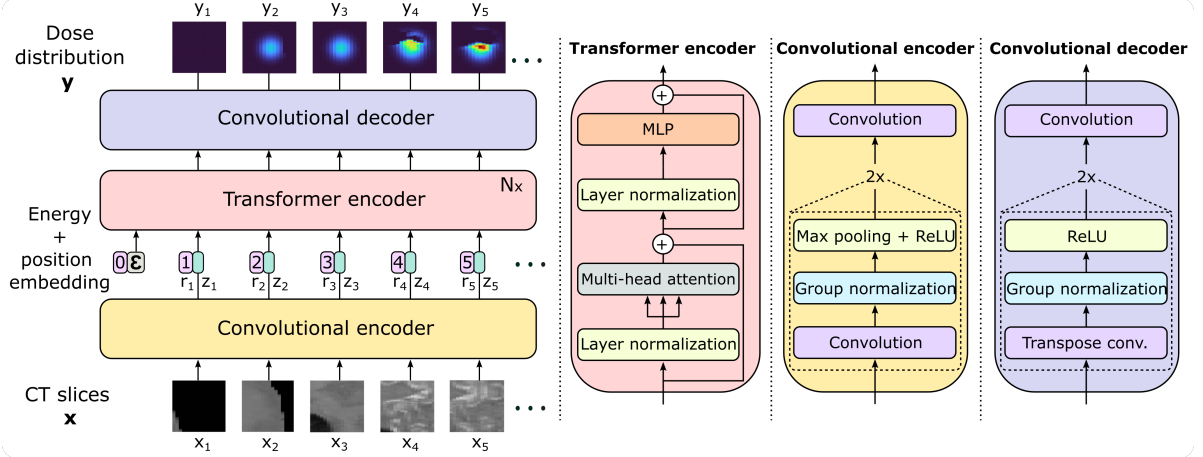 y1 y2 y3 y4 y5
Dose
distribution
y
...
Convolutional decoder
Nx
Transformer encoder
Energy
+
position
embedding
0 ε 1 2 3 4 5 ...
r1 z1 r2 z2 r3 z3 r4 z4 r5 z5
Convolutional encoder
CT slices
x
...
x1 x2 x3 x4 x5
Transformer encoder
+
MLP
Layer normalization
+
Multi-head attention
Layer normalization
Convolutional encoder
Convolution
2x
Max pooling + ReLU
Group normalization
Convolution
Convolutional decoder
Convolution
2x
ReLU
Group normalization
Transpose conv.